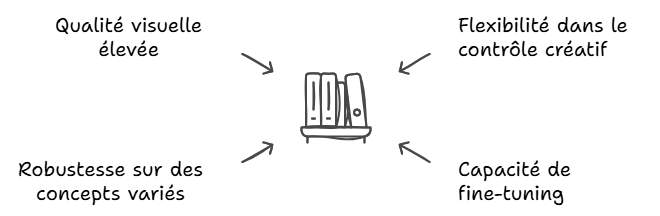 Qualité visuelle
élevée
Flexibilité dans le
contrôle créatif
Robustesse sur des
concepts variés
Capacité de
fine-tuning